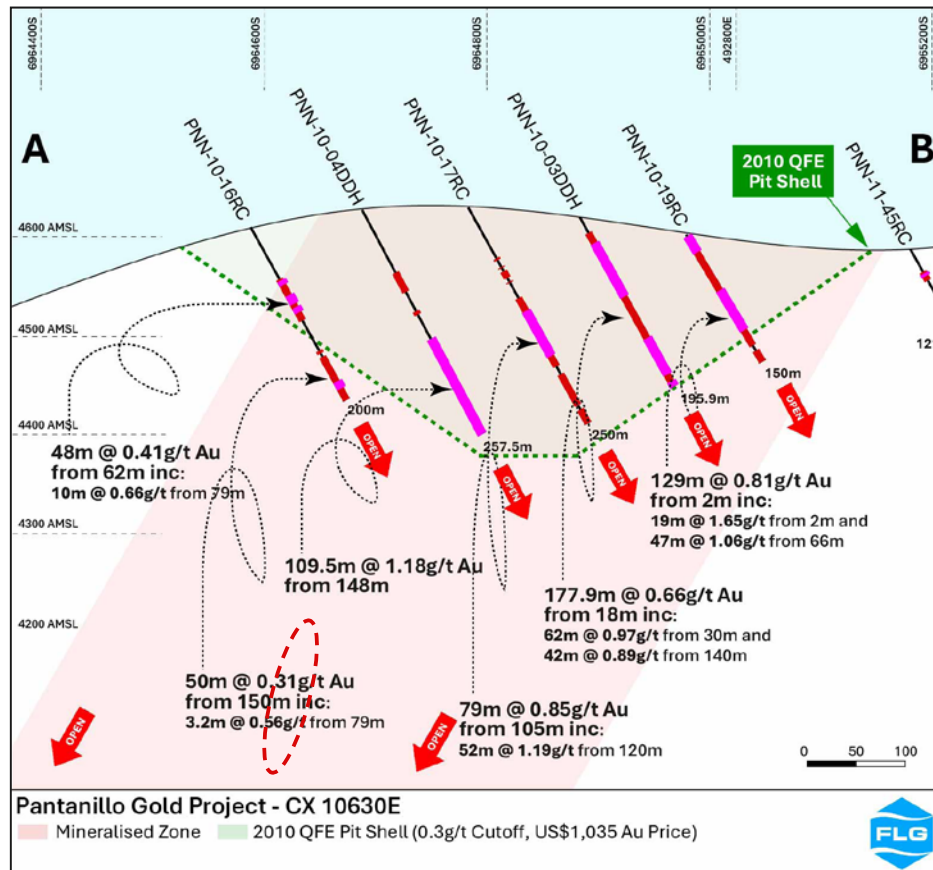 6964400S
6964600S
6964800S
6965000S
492800E
6965200S
A
B
PNN-10-16RC
PNN-10-04DDH
PNN-10-17RC
PNN-10-03DDH
PNN-10-19RC
PNN-11-45RC
2010 QFE
Pit Shell
4600 AMSL
4500 AMSL
4400 AMSL
4300 AMSL
4200 AMSL
12
200m
257.5m
250m
195.9m
150m
OPEN
OPEN
OPEN
OPEN
OPEN
48m @ 0.41g/t Au
from 62m inc:
10m @ 0.66g/t from 79m
109.5m @ 1.18g/t Au
from 148m
50m @ 0.31g/t Au
from 150m inc:
3.2m @ 0.56g/t from 79m
79m @ 0.85g/t Au
from 105m inc:
52m @ 1.19g/t from 120m
177.9m @ 0.66g/t Au
from 18m inc:
62m @ 0.97g/t from 30m and
42m @ 0.89g/t from 140m
129m @ 0.81g/t Au
from 2m inc:
19m @ 1.65g/t from 2m and
47m @ 1.06g/t from 66m
OPEN
OPEN
0 50 100
Pantanillo Gold Project - CX 10630E
Mineralised Zone
2010 QFE Pit Shell (0.3g/t Cutoff, US$1,035 Au Price)
FLG